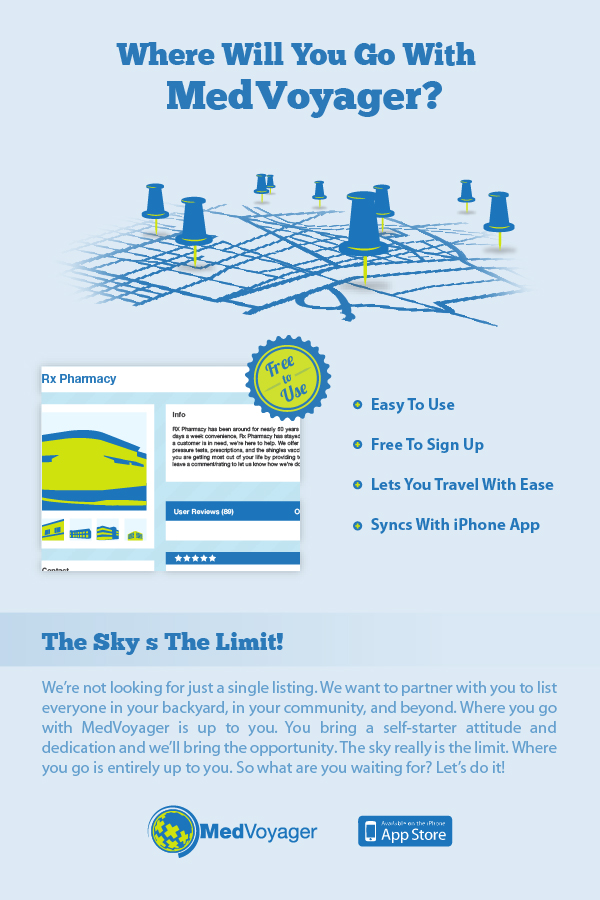 Where Will You Go With
MedVoyager?
Free
to
Use
Rx Pharmacy
Info
RX Pharmacy has been around for nearly 50 years
days a week convenience, Rx Pharmacy has stayed
a customer is in need, we're here to help. We offer
pressure tests, prescriptions, and the shingles vacc
you are getting most out of your life by providing t
leave a comment/rating to let us know how we're do
User Reviews (89)
O
Contact
Easy To Use
Free To Sign Up
Lets You Travel With Ease
Syncs With iPhone App
The Sky s The Limit!
We're not looking for just a single listing. We want to partner with you to list
everyone in your backyard, in your community, and beyond. Where you go
with MedVoyager is up to you. You bring a self-starter attitude and
dedication and we'll bring the opportunity. The sky really is the limit. Where
you go is entirely up to you. So what are you waiting for? Let's do it!
MedVoyager
Available on the iPhone
App Store